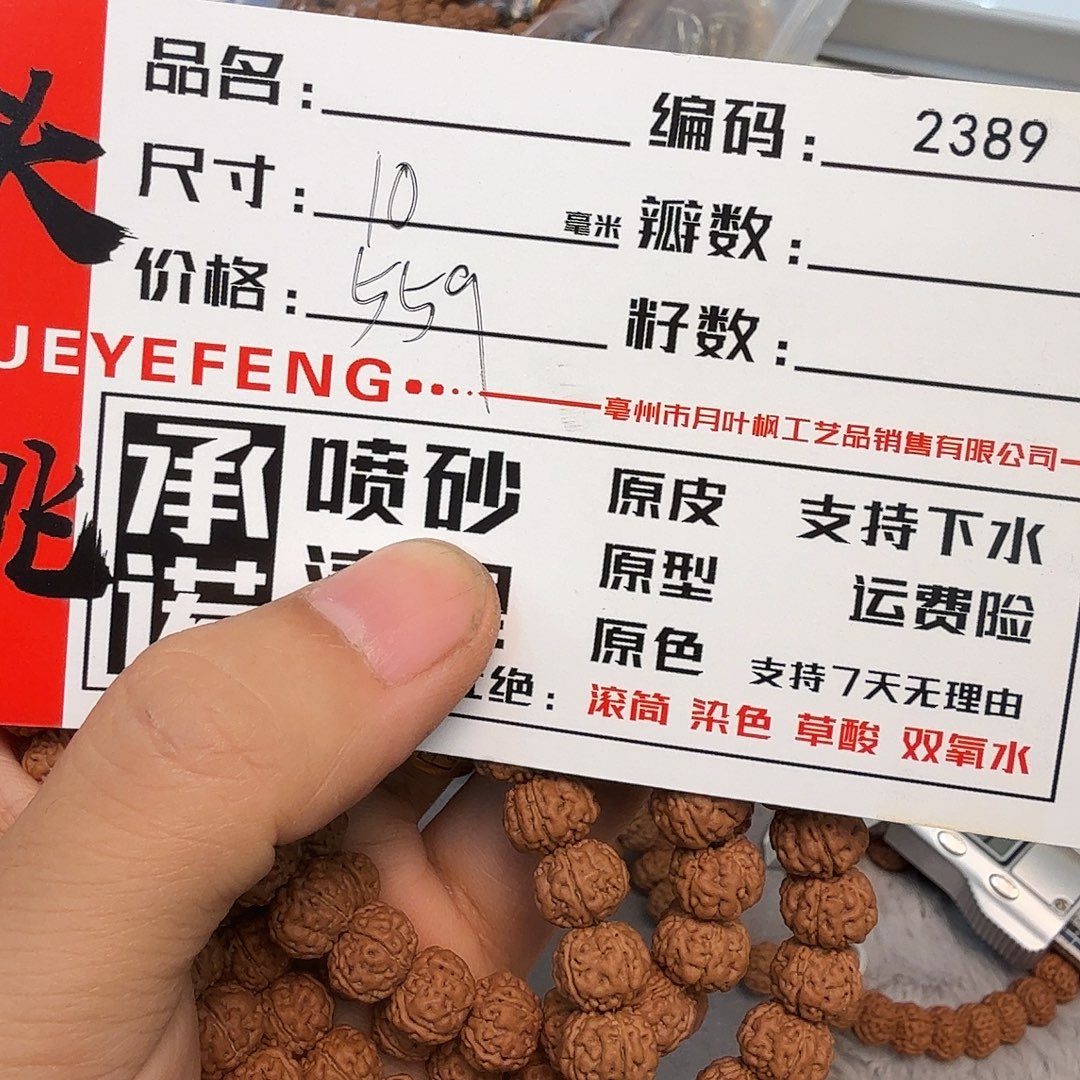 品名：
编码： 2389
尺寸： 10 毫米
瓣数：
价格： 559
籽数：
UEYEFENG
亳州市月叶枫工艺品销售有限公司
承诺
喷砂
原皮
支持下水
原型
运费险
原色
支持7天无理由
绝： 滚筒 染色 草酸 双氧水